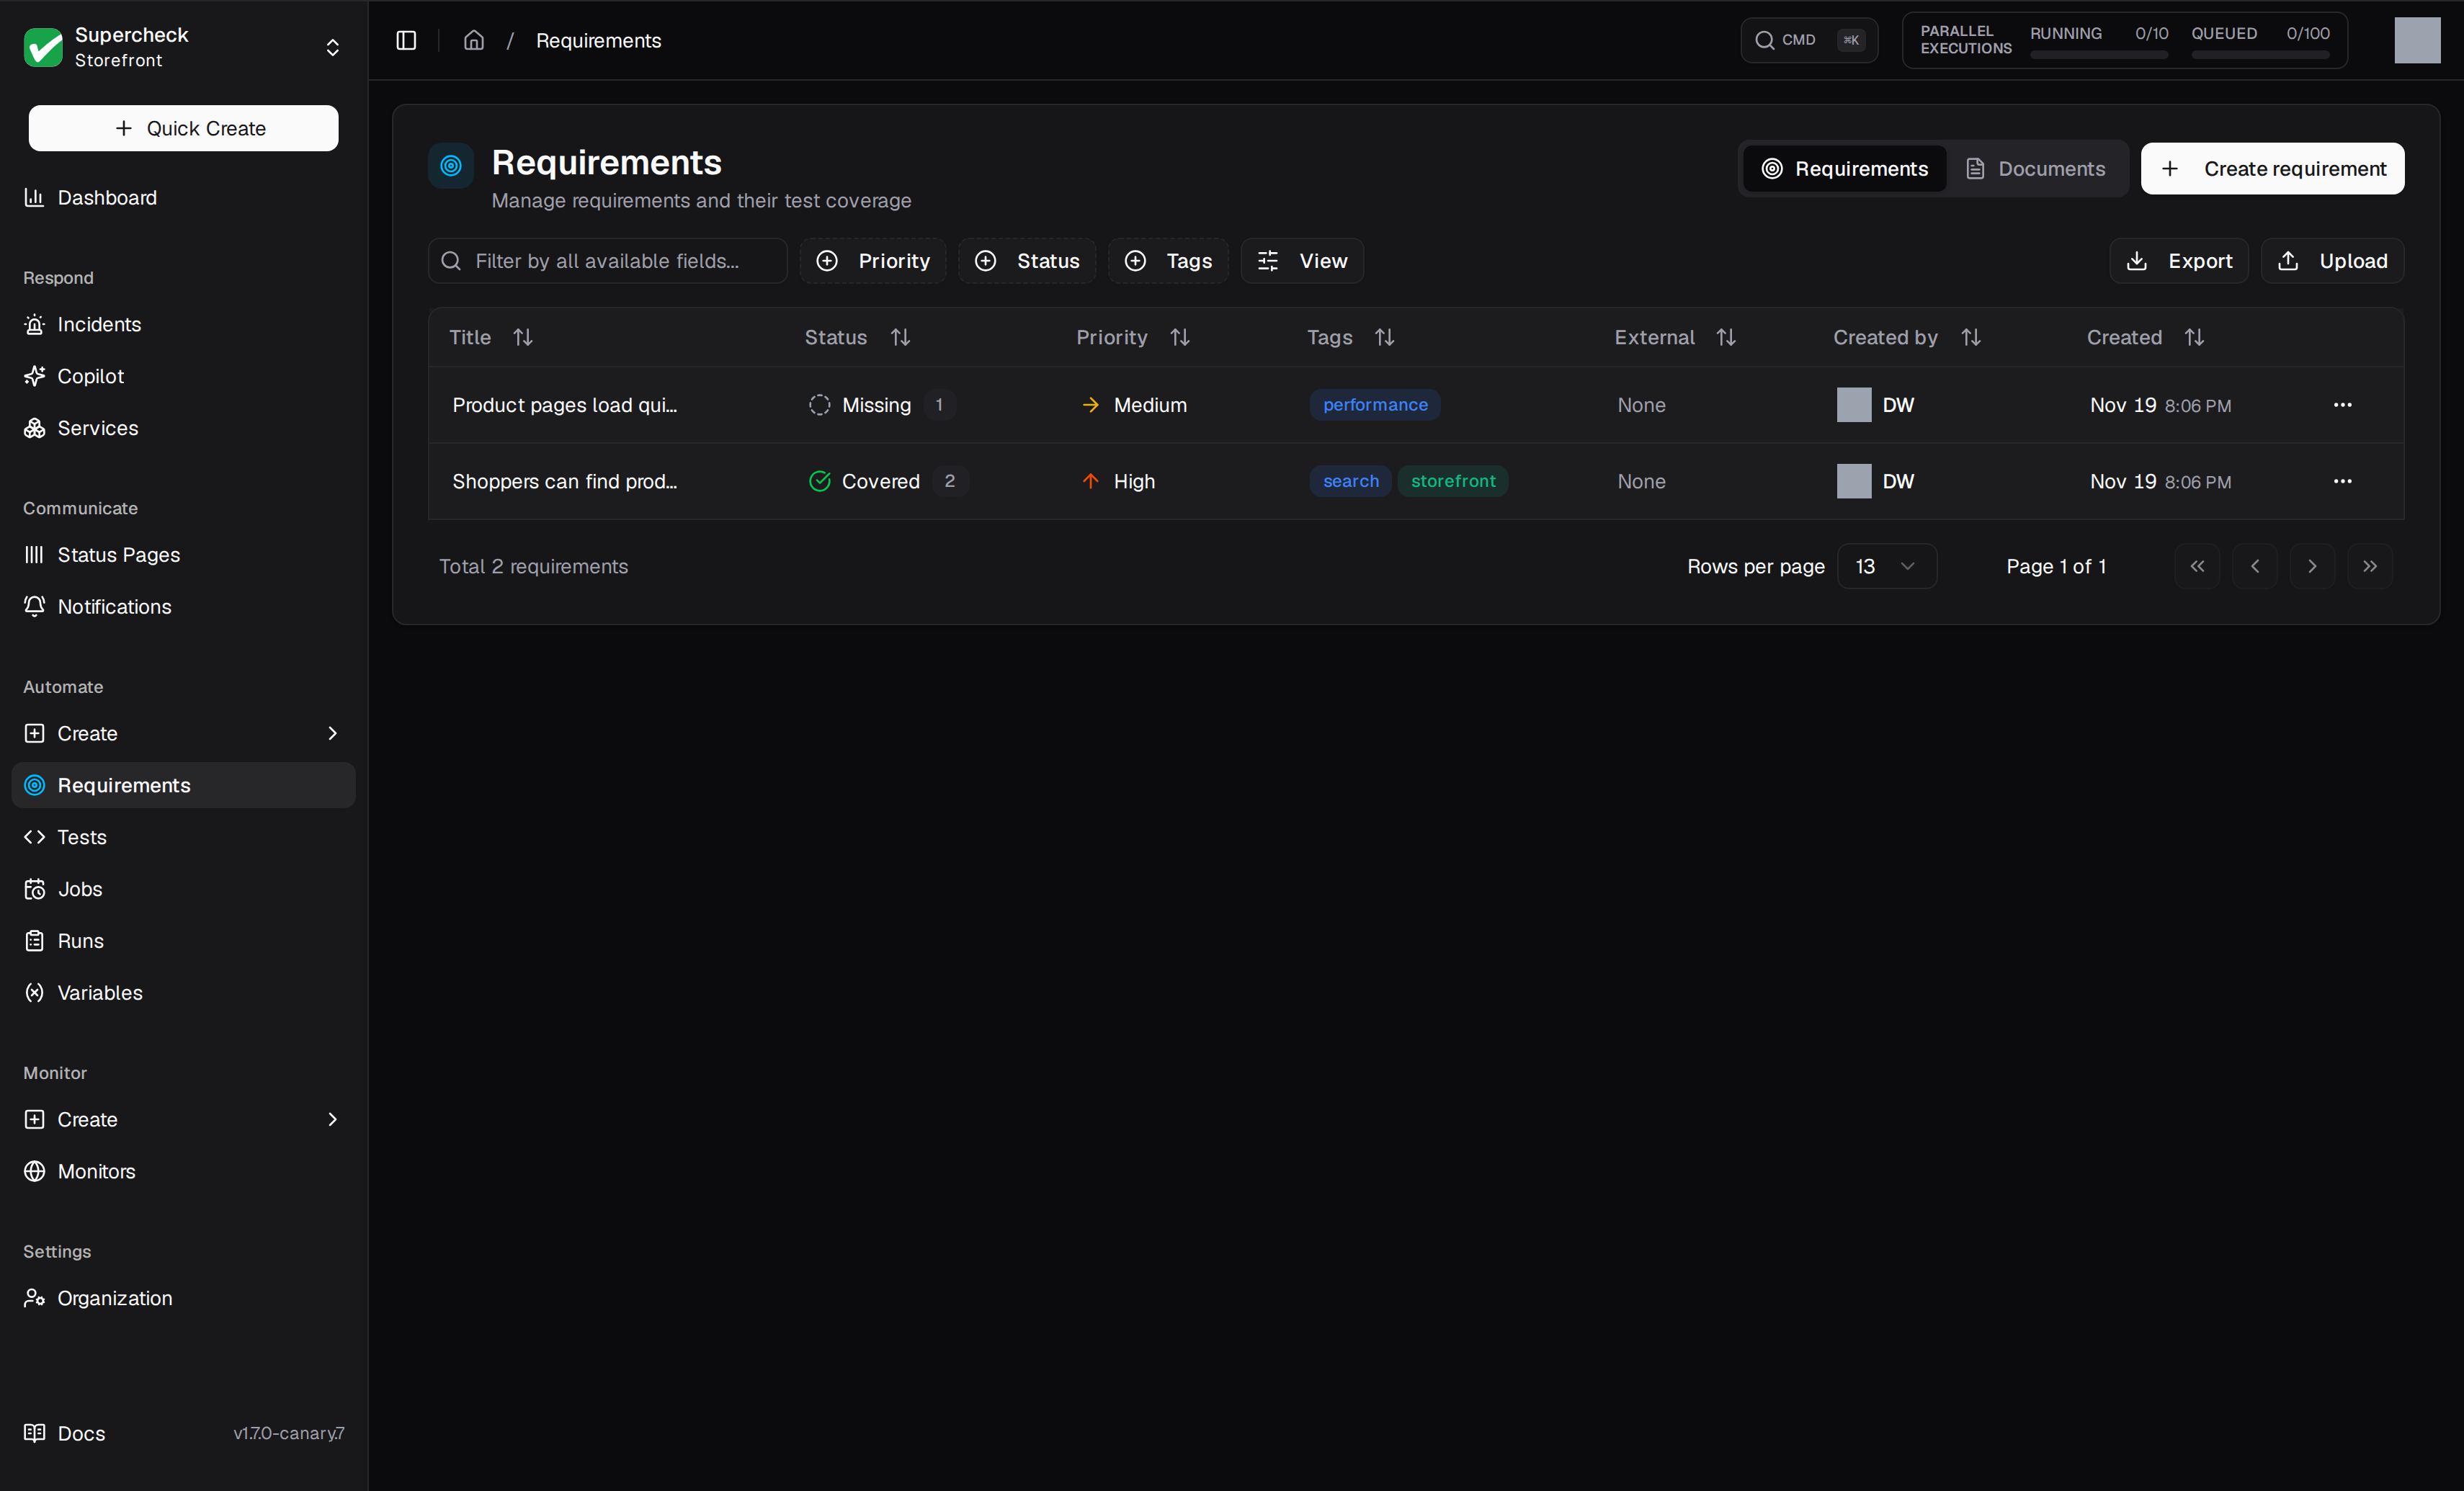 Supercheck
Storefront
Quick Create
Dashboard
Respond
Incidents
Copilot
Services
Communicate
Status Pages
Notifications
Automate
Create
Requirements
Tests
Jobs
Runs
Variables
Monitor
Create
Monitors
Settings
Organization
Docs v1.7.0-canary.7
/ Requirements
CMD ⌘K
PARALLEL EXECUTIONS
RUNNING 0/10
QUEUED 0/100
Requirements
Manage requirements and their test coverage
Requirements Documents
Create requirement
Filter by all available fields...
Priority Status Tags View
Export Upload
Title Status Priority Tags External Created by Created
Product pages load qui... Missing 1 Medium performance None DW Nov 19 8:06 PM
Shoppers can find prod... Covered 2 High search storefront None DW Nov 19 8:06 PM
Total 2 requirements Rows per page 13 Page 1 of 1